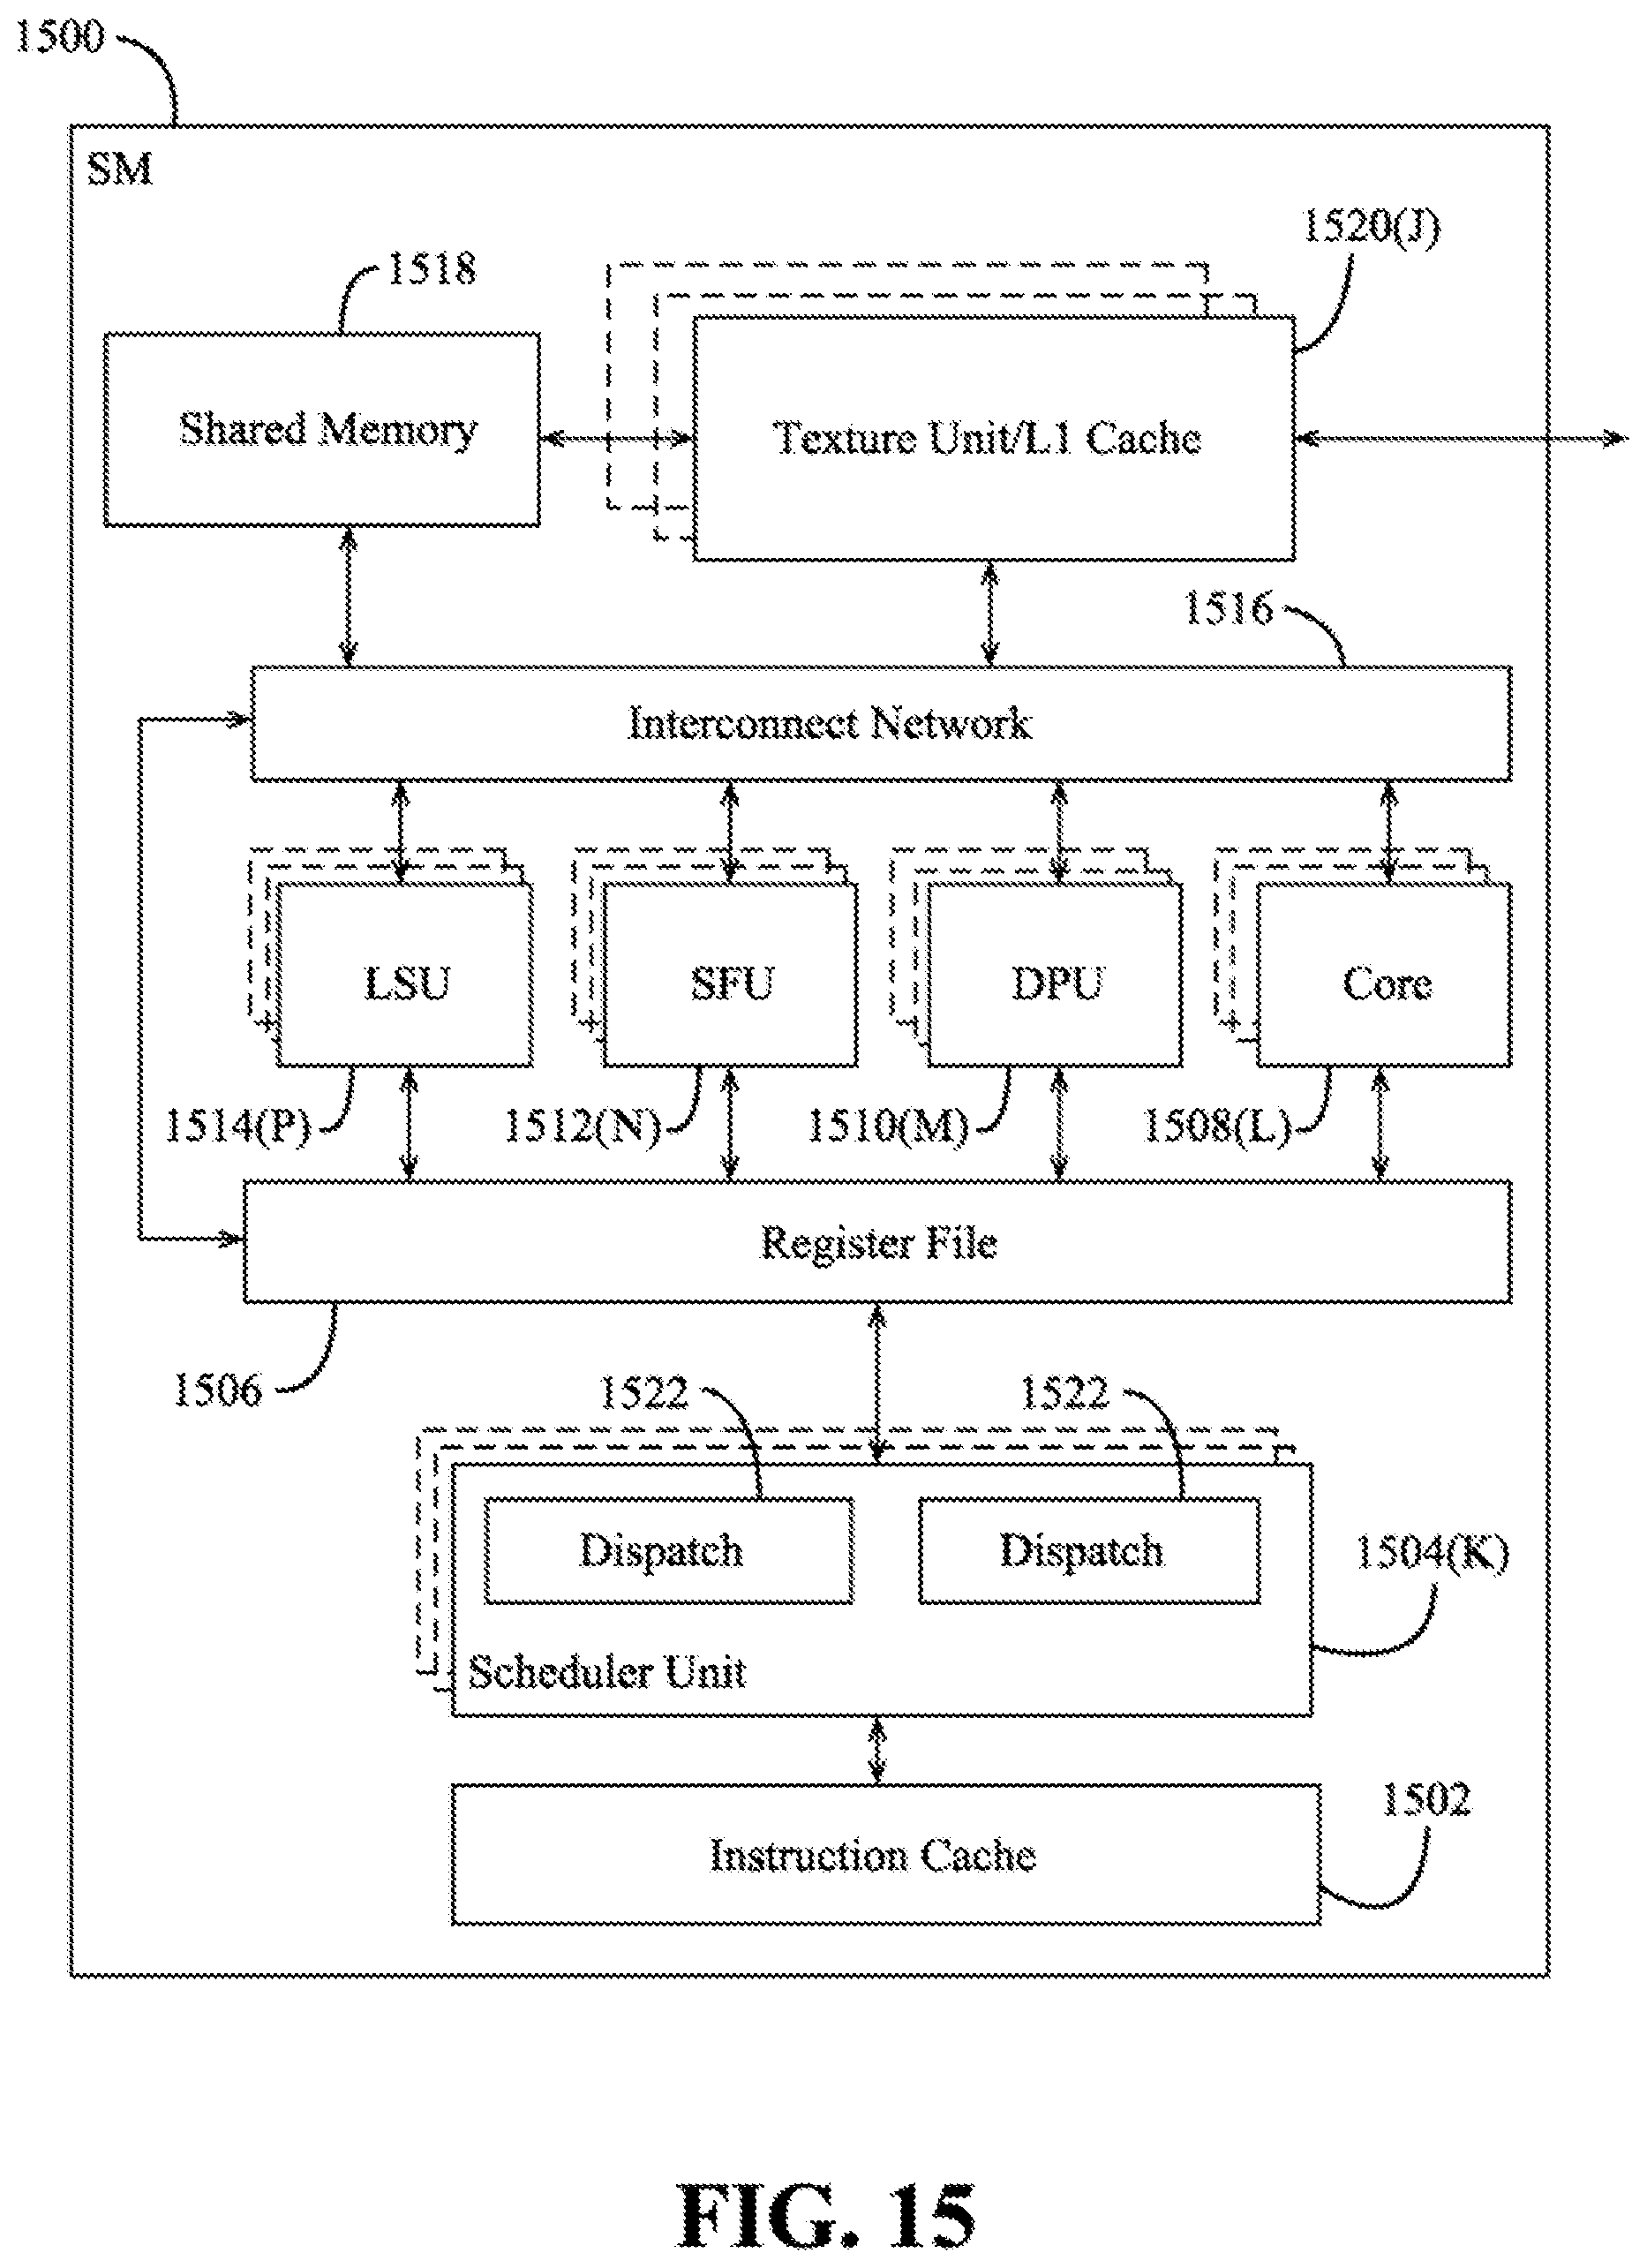 1500
SM
1520(J)
1518
Shared Memory
Texture Unit/L1 Cache
1516
Interconnect Network
LSU
SFU
DPU
Core
1514(P)
1512(N)
1510(M)
1508(L)
Register File
1506
1522
1522
Dispatch
Dispatch
1504(K)
Scheduler Unit
1502
Instruction Cache
FIG. 15